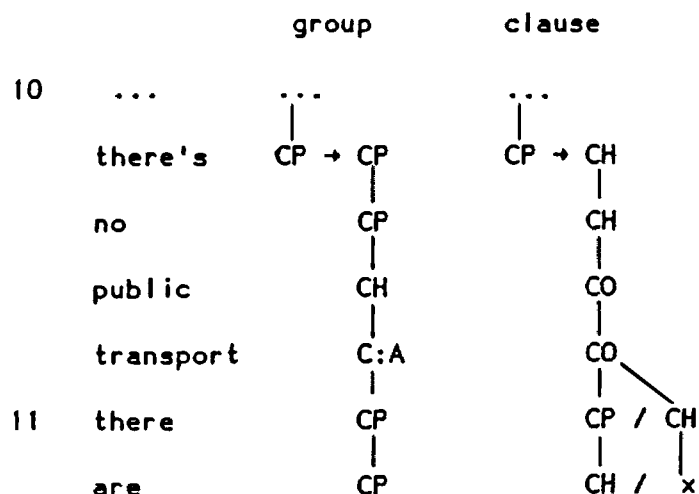 group clause
10 ... ... ...
there's CP → CP CP → CH
no CP CH
public CH CO
transport C:A CO
11 there CP CP / CH
are CP CH / x